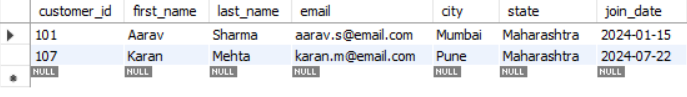 customer_id first_name last_name email city state join_date
101 Aarav Sharma aarav.s@email.com Mumbai Maharashtra 2024-01-15
107 Karan Mehta karan.m@email.com Pune Maharashtra 2024-07-22
NULL NULL NULL NULL NULL NULL NULL